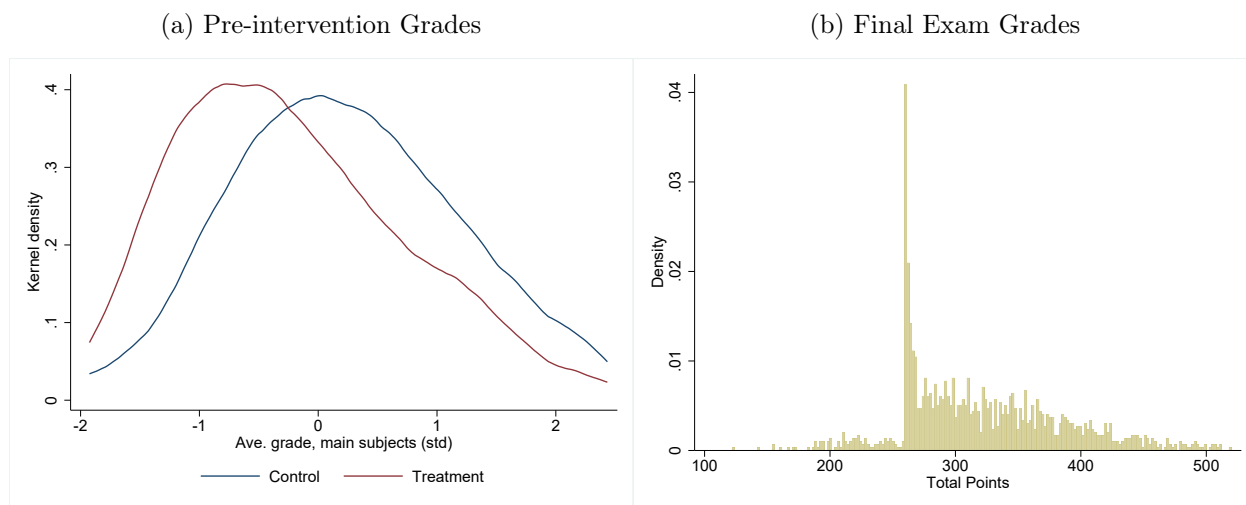 (a) Pre-intervention Grades
.4
.3
.2
.1
0
Kernel density
-2 -1 0 1 2
Ave. grade, main subjects (std)
Control Treatment
(b) Final Exam Grades
.04
.03
.02
.01
0
Density
100 200 300 400 500
Total Points